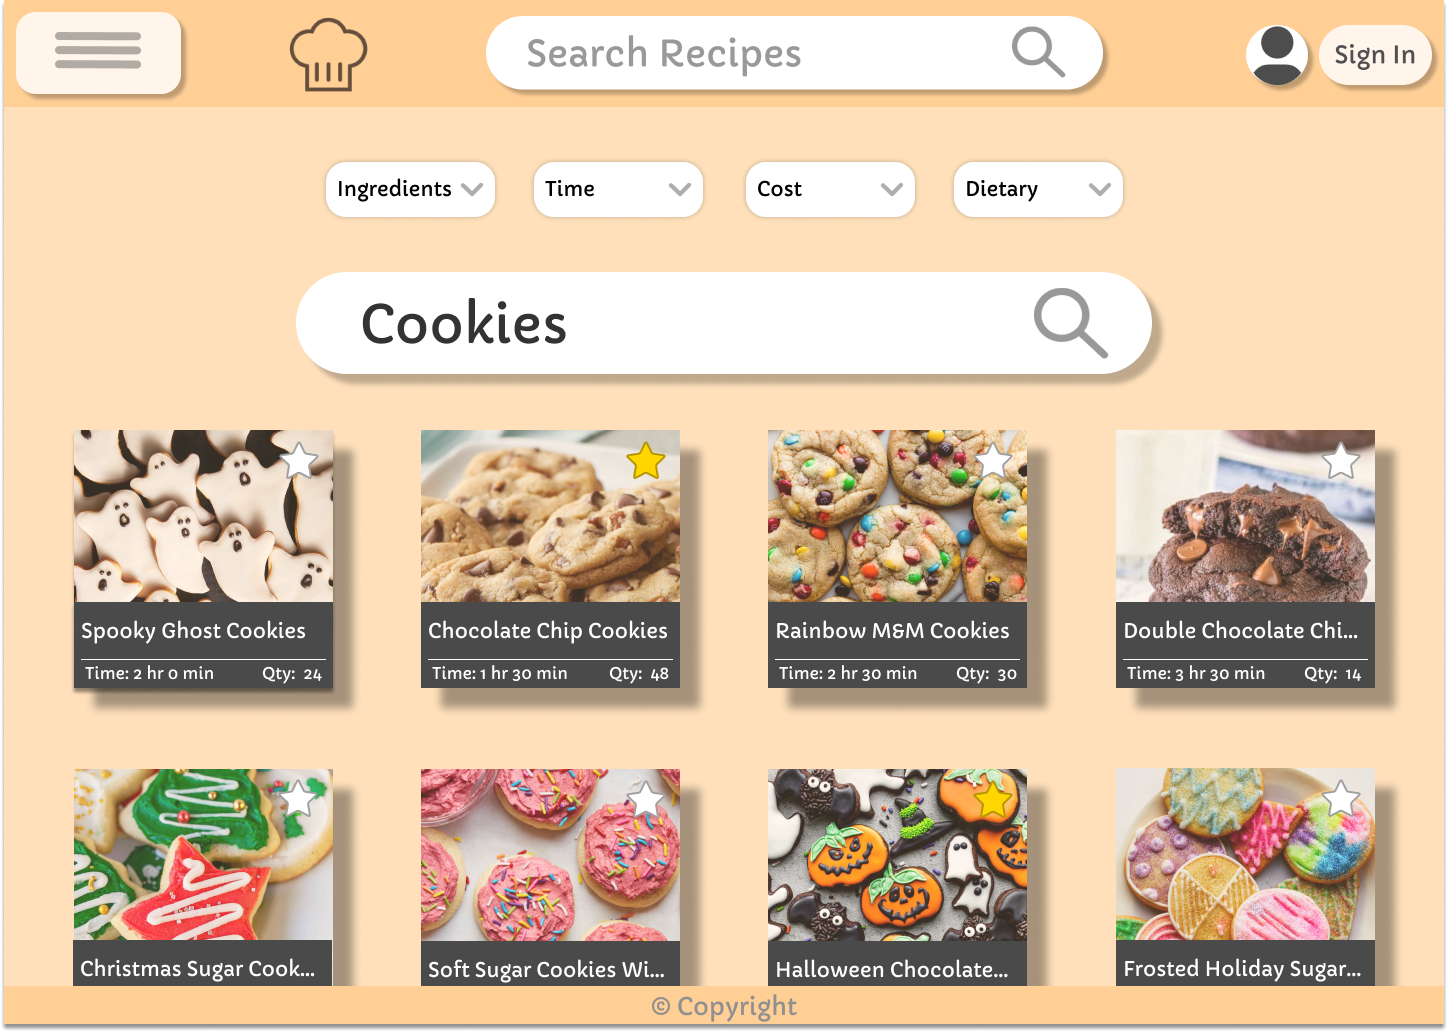 Search Recipes
Sign In
Ingredients
Time
Cost
Dietary
Cookies
Spooky Ghost Cookies
Time: 2 hr 0 min Qty: 24
Chocolate Chip Cookies
Time: 1 hr 30 min Qty: 48
Rainbow M&M Cookies
Time: 2 hr 30 min Qty: 30
Double Chocolate Chi...
Time: 3 hr 30 min Qty: 14
Christmas Sugar Cook...
Soft Sugar Cookies Wi...
Halloween Chocolate...
Frosted Holiday Sugar...
© Copyright